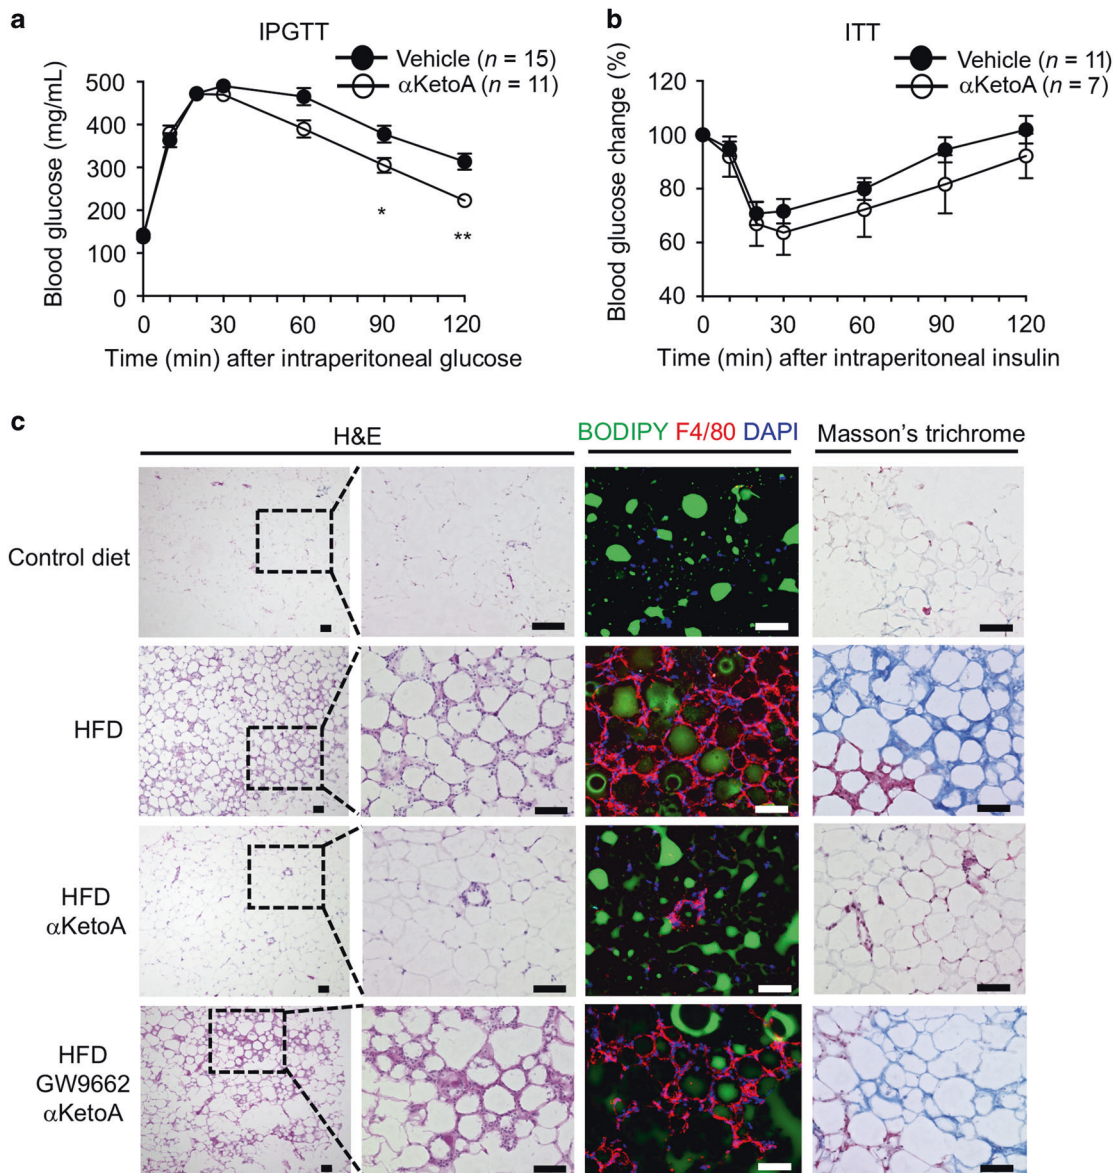 a
IPGTT
Vehicle (n = 15)
αKetoA (n = 11)
Blood glucose (mg/mL)
500
400
300
200
100
0
*
**
0
30
60
90
120
Time (min) after intraperitoneal glucose
b
ITT
Vehicle (n = 11)
αKetoA (n = 7)
Blood glucose change (%)
120
100
80
60
40
0
30
60
90
120
Time (min) after intraperitoneal insulin
c
H&E
BODIPY F4/80 DAPI
Masson’s trichrome
Control diet
HFD
HFD
αKetoA
HFD
GW9662
αKetoA